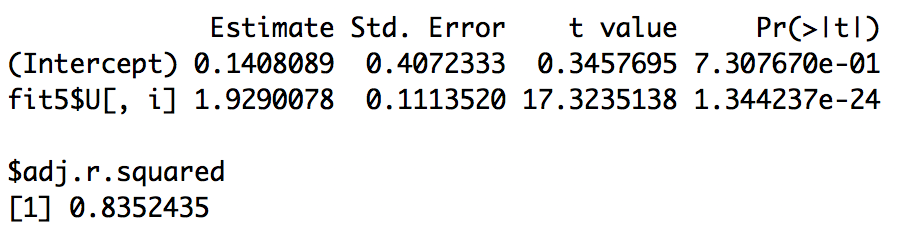 Estimate Std. Error t value Pr(>|t|)
(Intercept) 0.1408089 0.4072333 0.3457695 7.307670e-01
fit5$U[, i] 1.9290078 0.1113520 17.3235138 1.344237e-24
$adj.r.squared
[1] 0.8352435